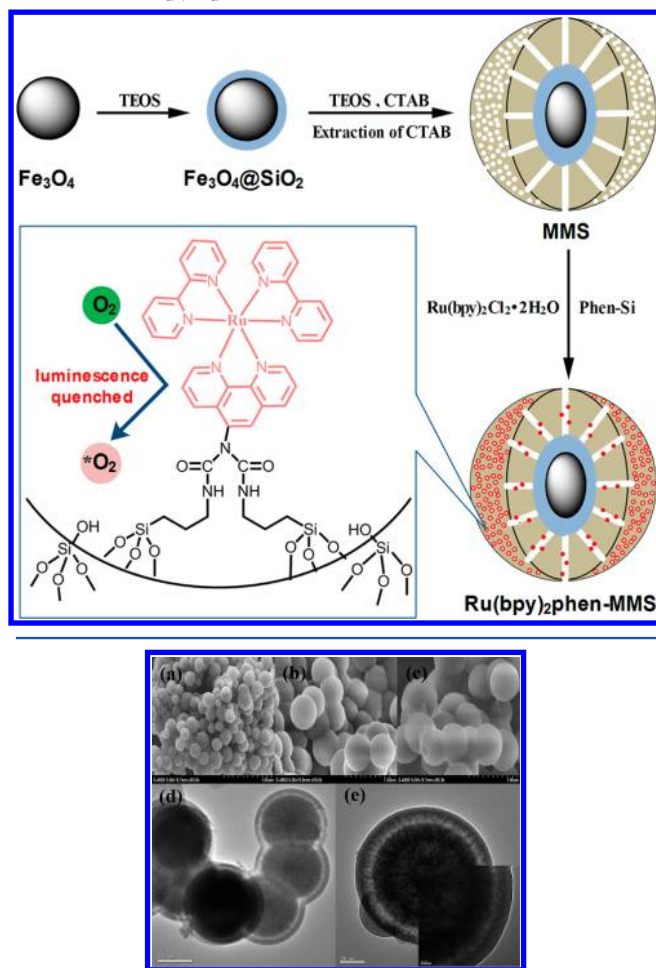 TEOS
TEOS , CTAB
Extraction of CTAB
Fe₃O₄
Fe₃O₄@SiO₂
MMS
Ru(bpy)₂Cl₂•2H₂O
Phen-Si
O₂
luminescence
quenched
*O₂
N N
N Ru N
N N
N
O C C O
NH NH
OH
Si Si Si HO Si
O O O O O O O O O O O O
Ru(bpy)₂phen-MMS
(a) (b) (c)
(d) (e)